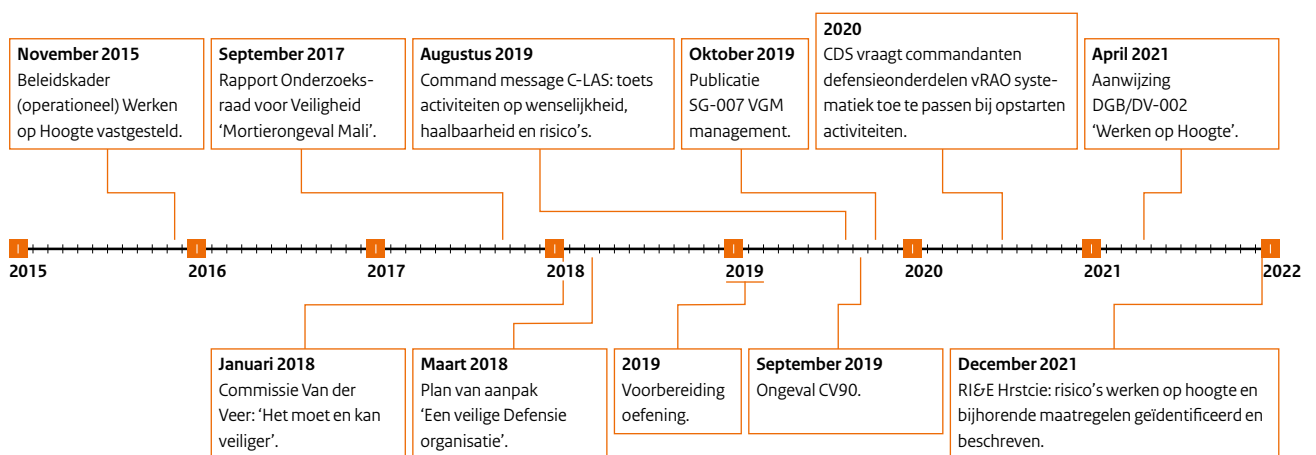 November 2015
Beleidskader
(operationeel) Werken
op Hoogte vastgesteld.
September 2017
Rapport Onderzoeks-
raad voor Veiligheid
‘Mortierongeval Mali’.
Augustus 2019
Command message C-LAS: toets
activiteiten op wenselijkheid,
haalbaarheid en risico’s.
Oktober 2019
Publicatie
SG-007 VGM
management.
2020
CDS vraagt commandanten
defensieonderdelen vRAO syste-
matiek toe te passen bij opstarten
activiteiten.
April 2021
Aanwijzing
DGB/DV-002
‘Werken op Hoogte’.
2015
2016
2017
2018
2019
2020
2021
2022
Januari 2018
Commissie Van der
Veer: ‘Het moet en kan
veiliger’.
Maart 2018
Plan van aanpak
‘Een veilige Defensie
organisatie’.
2019
Voorbereiding
oefening.
September 2019
Ongeval CV90.
December 2021
RI&E Hrstcie: risico’s werken op hoogte en
bijhorende maatregelen geïdentificeerd en
beschreven.